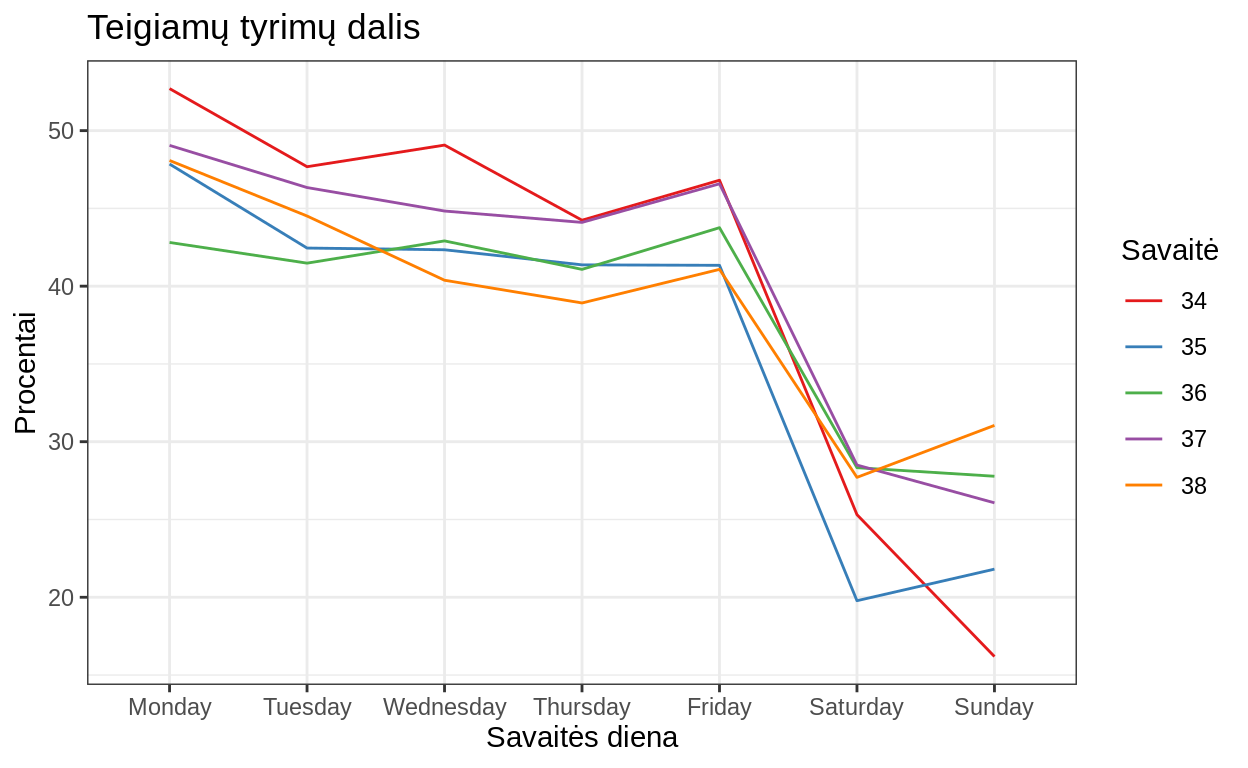 Teigiamų tyrimų dalis
Procentai
50
40
30
20
Monday Tuesday Wednesday Thursday Friday Saturday Sunday
Savaitės diena
Savaitė
34
35
36
37
38